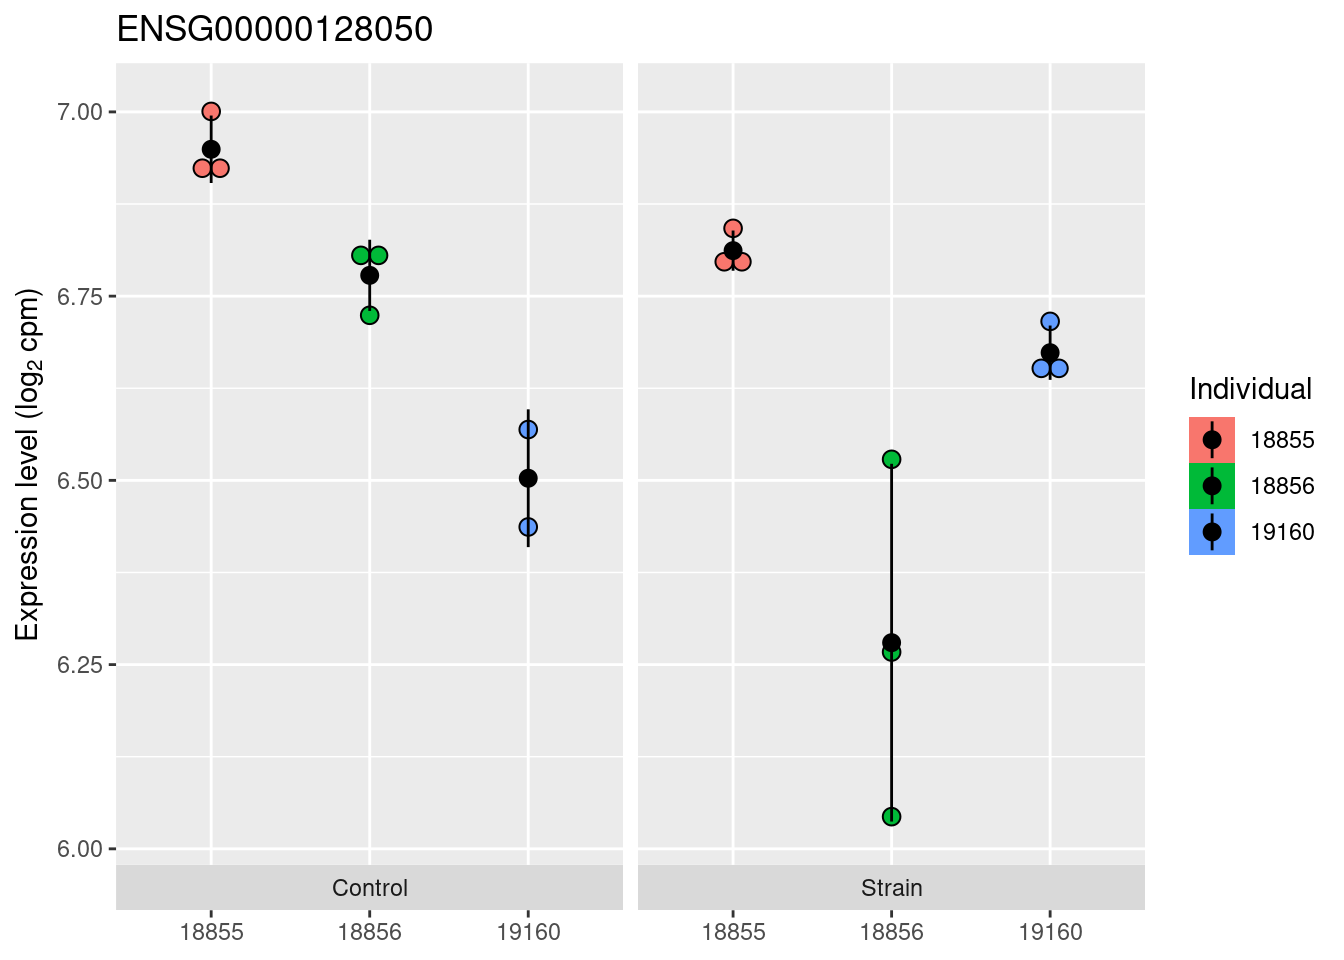 ENSG00000128050
Expression level (log2 cpm)
7.00
6.75
6.50
6.25
6.00
Control
Strain
18855
18856
19160
18855
18856
19160
Individual
18855
18856
19160